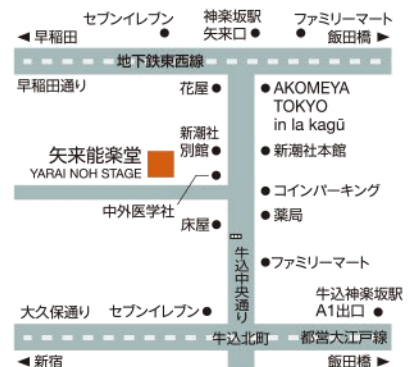 セブンイレブン
神楽坂駅
矢来口
ファミリーマート
◀早稲田
飯田橋▶
地下鉄東西線
早稲田通り
花屋
AKOMEYA
TOKYO
in la kagū
新潮社
別館
新潮社本館
矢来能楽堂
YARAI NOH STAGE
コインパーキング
中外医学社
薬局
床屋
牛込中央通り
ファミリーマート
牛込神楽坂駅
A1出口
大久保通り
セブンイレブン
牛込北町
都営大江戸線
◀新宿
飯田橋▶